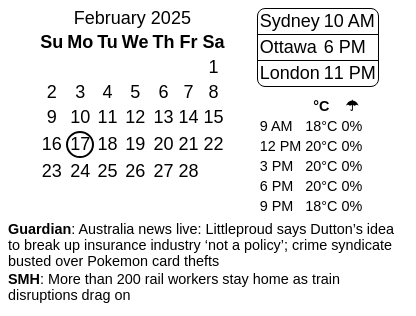 February 2025
Su Mo Tu We Th Fr Sa
1
2 3 4 5 6 7 8
9 10 11 12 13 14 15
16 17 18 19 20 21 22
23 24 25 26 27 28
Sydney 10 AM
Ottawa 6 PM
London 11 PM
°C ☂
9 AM 18°C 0%
12 PM 20°C 0%
3 PM 20°C 0%
6 PM 20°C 0%
9 PM 18°C 0%
Guardian: Australia news live: Littleproud says Dutton’s idea
to break up insurance industry ‘not a policy’; crime syndicate
busted over Pokemon card thefts
SMH: More than 200 rail workers stay home as train
disruptions drag on